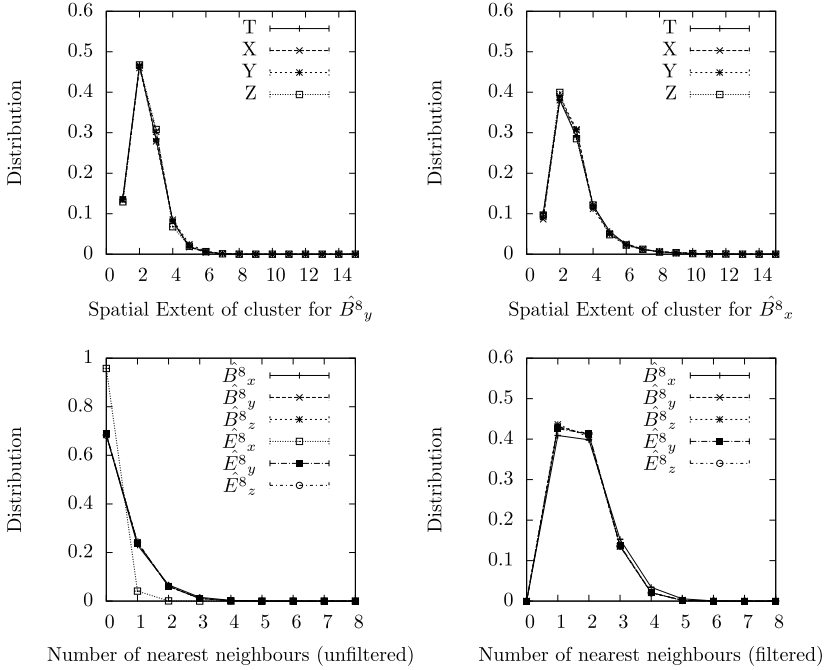 Distribution
0.6
0.5
0.4
0.3
0.2
0.1
0
T
X
Y
Z
0 2 4 6 8 10 12 14
Spatial Extent of cluster for B̂⁸y
Distribution
0.6
0.5
0.4
0.3
0.2
0.1
0
T
X
Y
Z
0 2 4 6 8 10 12 14
Spatial Extent of cluster for B̂⁸x
Distribution
1
0.8
0.6
0.4
0.2
0
B̂⁸x
B̂⁸y
B̂⁸z
Ê⁸x
Ê⁸y
Ê⁸z
0 1 2 3 4 5 6 7 8
Number of nearest neighbours (unfiltered)
Distribution
0.6
0.5
0.4
0.3
0.2
0.1
0
B̂⁸x
B̂⁸y
B̂⁸z
Ê⁸y
Ê⁸z
0 1 2 3 4 5 6 7 8
Number of nearest neighbours (filtered)